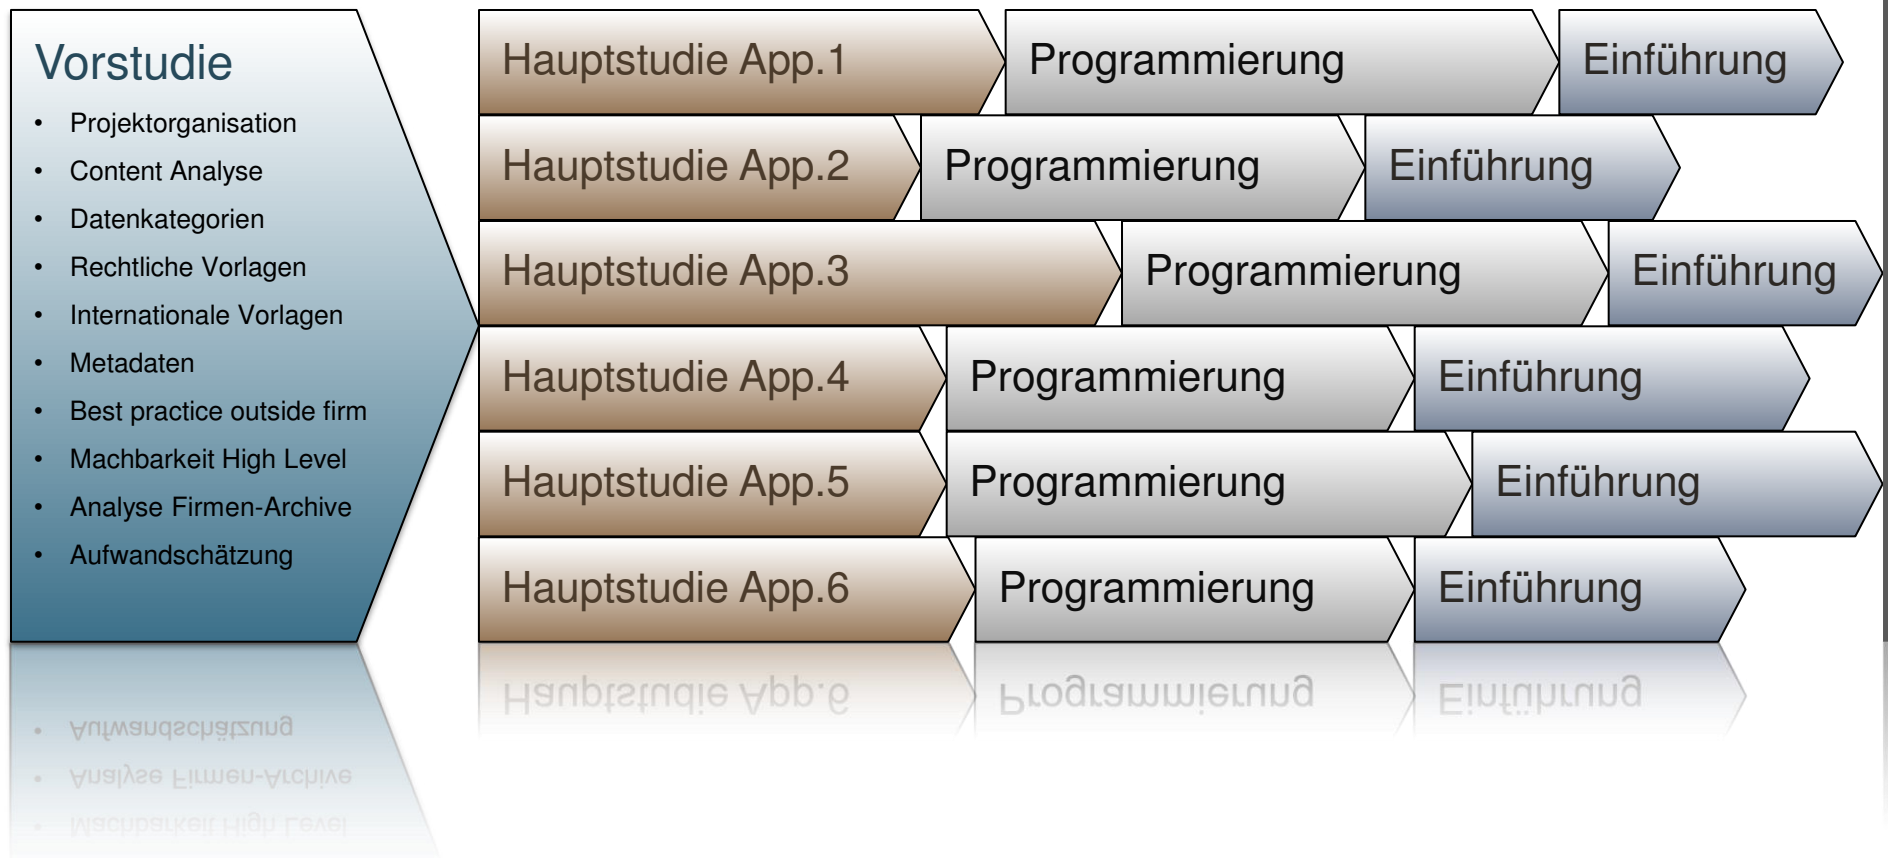 Vorstudie
• Projektorganisation
• Content Analyse
• Datenkategorien
• Rechtliche Vorlagen
• Internationale Vorlagen
• Metadaten
• Best practice outside firm
• Machbarkeit High Level
• Analyse Firmen-Archive
• Aufwandschätzung
Hauptstudie App.1 Programmierung Einführung
Hauptstudie App.2 Programmierung Einführung
Hauptstudie App.3 Programmierung Einführung
Hauptstudie App.4 Programmierung Einführung
Hauptstudie App.5 Programmierung Einführung
Hauptstudie App.6 Programmierung Einführung